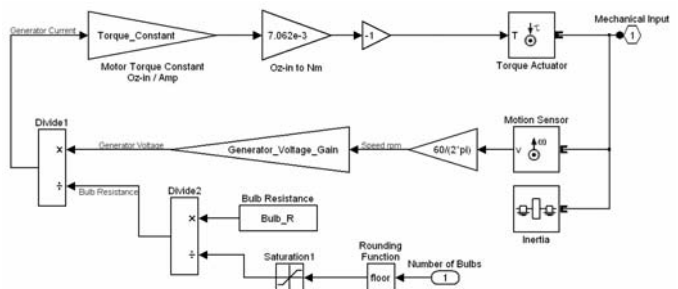 Generator Current
Torque_Constant
Motor Torque Constant
Oz-in / Amp
7.062e-3
Oz-in to Nm
-1
T
τ
Torque Actuator
Mechanical Input
1
Divide1
×
÷
Generator Voltage
Generator_Voltage_Gain
Speed rpm
60/(2*pi)
Motion Sensor
v
ω
Bulb Resistance
Divide2
×
÷
Bulb Resistance
Bulb_R
Inertia
Saturation1
Rounding
Function
floor
Number of Bulbs
1